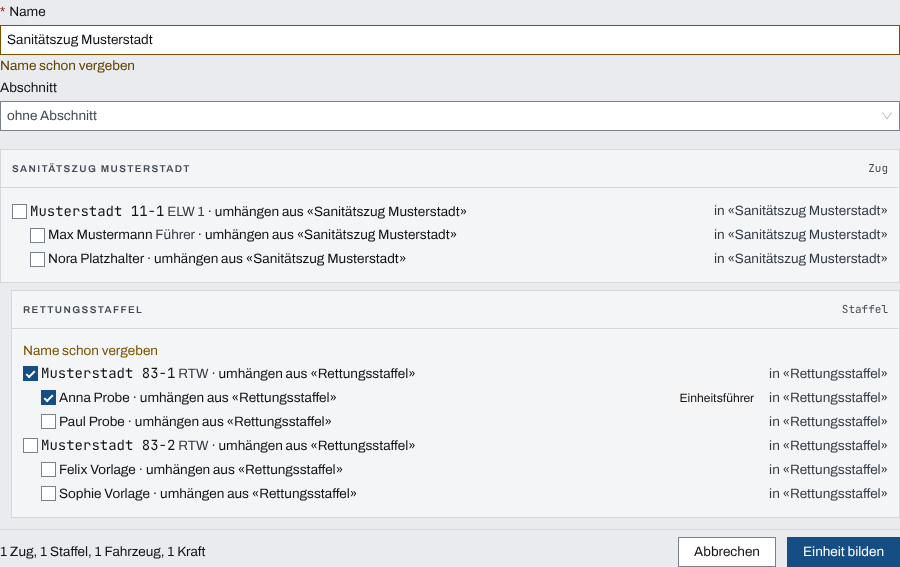 * Name
Sanitätszug Musterstadt
Name schon vergeben
Abschnitt
ohne Abschnitt
SANITÄTSZUG MUSTERSTADT Zug
Musterstadt 11-1 ELW 1 · umhängen aus «Sanitätszug Musterstadt» in «Sanitätszug Musterstadt»
Max Mustermann Führer · umhängen aus «Sanitätszug Musterstadt» in «Sanitätszug Musterstadt»
Nora Platzhalter · umhängen aus «Sanitätszug Musterstadt» in «Sanitätszug Musterstadt»
RETTUNGSSTAFFEL Staffel
Name schon vergeben
Musterstadt 83-1 RTW · umhängen aus «Rettungsstaffel» in «Rettungsstaffel»
Anna Probe · umhängen aus «Rettungsstaffel» Einheitsführer in «Rettungsstaffel»
Paul Probe · umhängen aus «Rettungsstaffel» in «Rettungsstaffel»
Musterstadt 83-2 RTW · umhängen aus «Rettungsstaffel» in «Rettungsstaffel»
Felix Vorlage · umhängen aus «Rettungsstaffel» in «Rettungsstaffel»
Sophie Vorlage · umhängen aus «Rettungsstaffel» in «Rettungsstaffel»
1 Zug, 1 Staffel, 1 Fahrzeug, 1 Kraft Abbrechen Einheit bilden